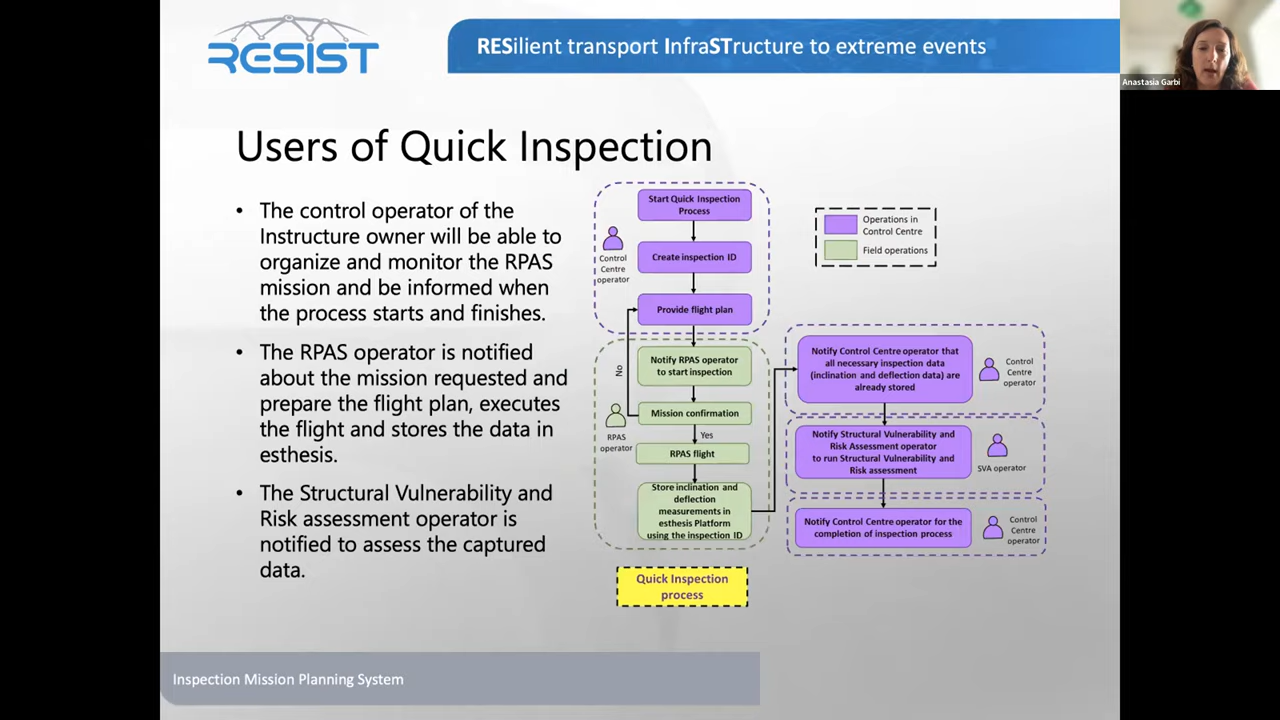 RESIST
RESilient transport InfraSTructure to extreme events
Anastasia Garbi
Users of Quick Inspection
• The control operator of the
Instructure owner will be able to
organize and monitor the RPAS
mission and be informed when
the process starts and finishes.
• The RPAS operator is notified
about the mission requested and
prepare the flight plan, executes
the flight and stores the data in
esthesis.
• The Structural Vulnerability and
Risk assessment operator is
notified to assess the captured
data.
Start Quick Inspection
Process
Create inspection ID
Control
Centre
operator
Provide flight plan
Notify RPAS operator
to start inspection
No
Mission confirmation
RPAS
operator
Yes
RPAS flight
Store inclination and
deflection
measurements in
esthesis Platform
using the inspection ID
Quick Inspection
process
Operations in
Control Centre
Field operations
Notify Control Centre operator that
all necessary inspection data
(inclination and deflection data) are
already stored
Control
Centre
operator
Notify Structural Vulnerability and
Risk Assessment operator
to run Structural Vulnerability and
Risk assessment
SVA operator
Notify Control Centre operator for the
completion of inspection process
Control
Centre
operator
Inspection Mission Planning System